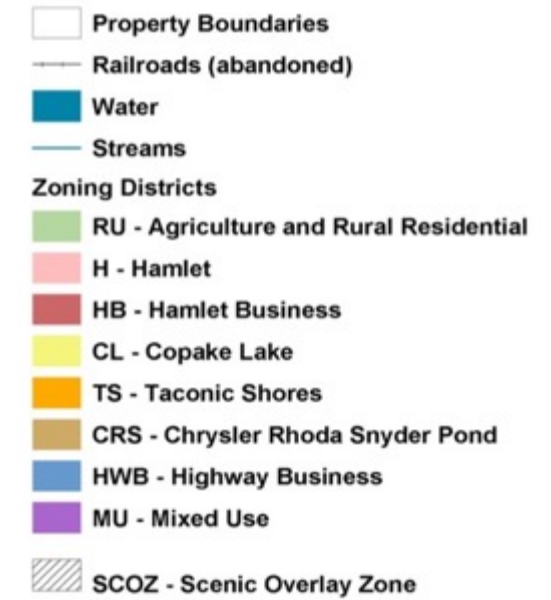 Property Boundaries
Railroads (abandoned)
Water
Streams
Zoning Districts
RU - Agriculture and Rural Residential
H - Hamlet
HB - Hamlet Business
CL - Copake Lake
TS - Taconic Shores
CRS - Chrysler Rhoda Snyder Pond
HWB - Highway Business
MU - Mixed Use
SCOZ - Scenic Overlay Zone